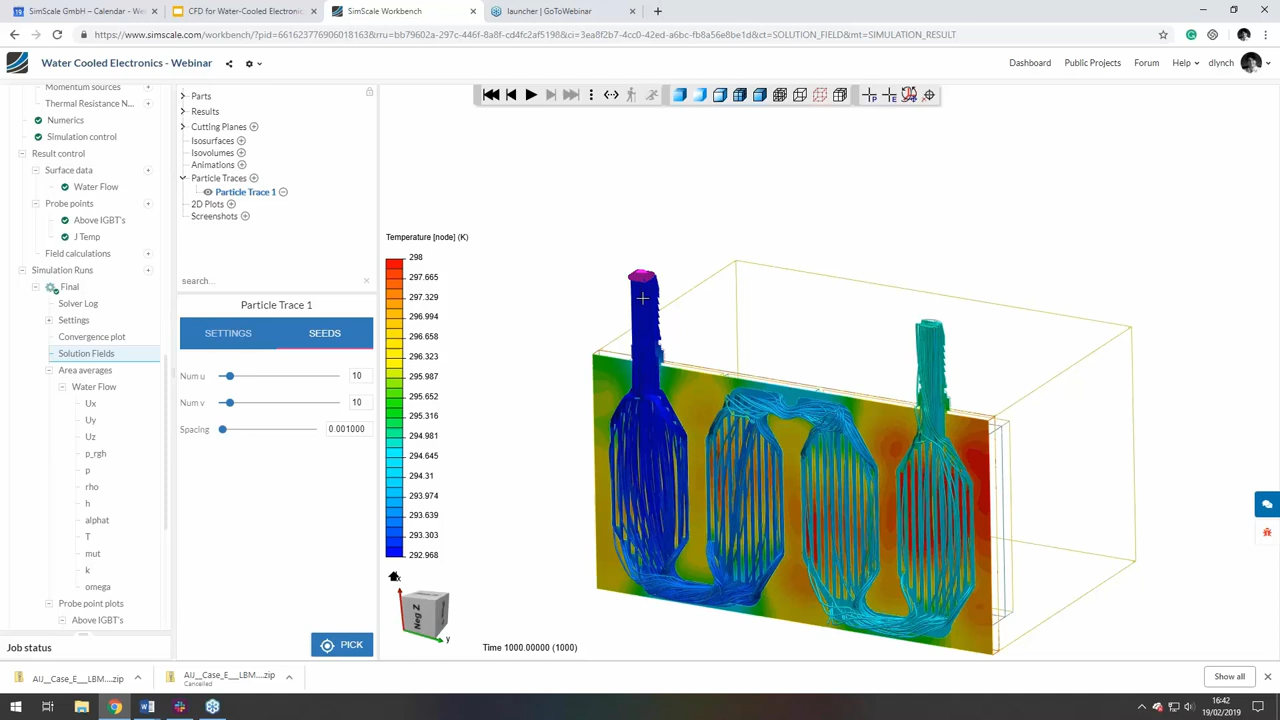 SimScale GmbH – Calendar - We
CFD for Water-Cooled Electronic
SimScale Workbench
launcher | GoToWebinar
https://www.simscale.com/workbench/?pid=661623776906018163&rru=bb79602a-297c-446f-8a8f-cd4fc2af5198&ci=3ea8f2b7-4cc0-42ed-a6bc-fa8a56e8be1d&ct=SOLUTION_FIELD&mt=SIMULATION_RESULT
Water Cooled Electronics - Webinar
Dashboard
Public Projects
Forum
Help
dlynch
Momentum sources
Thermal Resistance N...
Numerics
Simulation control
Result control
Surface data
Water Flow
Probe points
Above IGBT's
J Temp
Field calculations
Simulation Runs
Final
Solver Log
Settings
Convergence plot
Solution Fields
Area averages
Water Flow
Ux
Uy
Uz
p_rgh
p
rho
h
alphat
T
mut
k
omega
Probe point plots
Above IGBT's
Job status
Parts
Results
Cutting Planes
Isosurfaces
Isovolumes
Animations
Particle Traces
Particle Trace 1
2D Plots
Screenshots
search...
Particle Trace 1
SETTINGS
SEEDS
Num u
10
Num v
10
Spacing
0.001000
PICK
Temperature [node] (K)
298
297.665
297.329
296.994
296.658
296.323
295.987
295.652
295.316
294.981
294.645
294.31
293.974
293.639
293.303
292.968
x
Neg Z
y
Time 1000.00000 (1000)
AIJ__Case_E___LBM....zip
AIJ__Case_E___LBM....zip
Cancelled
Show all
16:42
19/02/2019